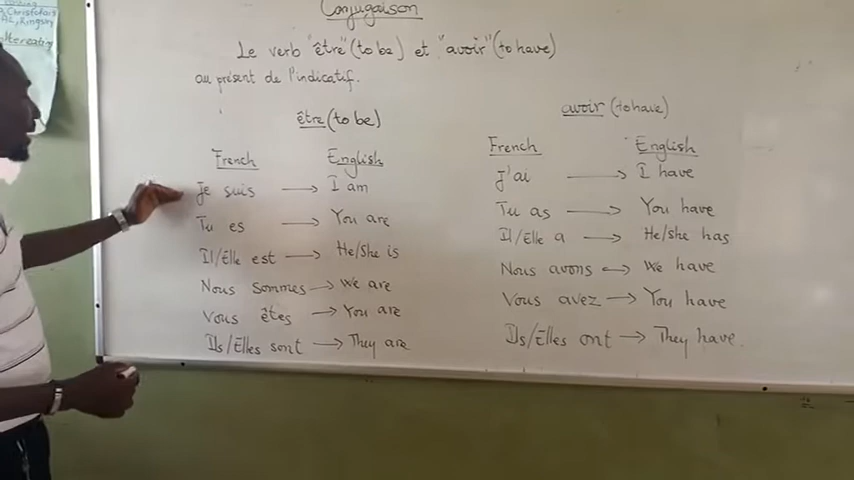 Conjugaison
Le verb "être" (to be) et "avoir" (to have)
au présent de l'indicatif.
être (to be)
French English
Je suis → I am
Tu es → You are
Il/Elle est → He/She is
Nous sommes → We are
Vous êtes → You are
Ils/Elles sont → They are
avoir (to have)
French English
J'ai → I have
Tu as → You have
Il/Elle a → He/She has
Nous avons ↔ We have
Vous avez → You have
Ils/Elles ont → They have